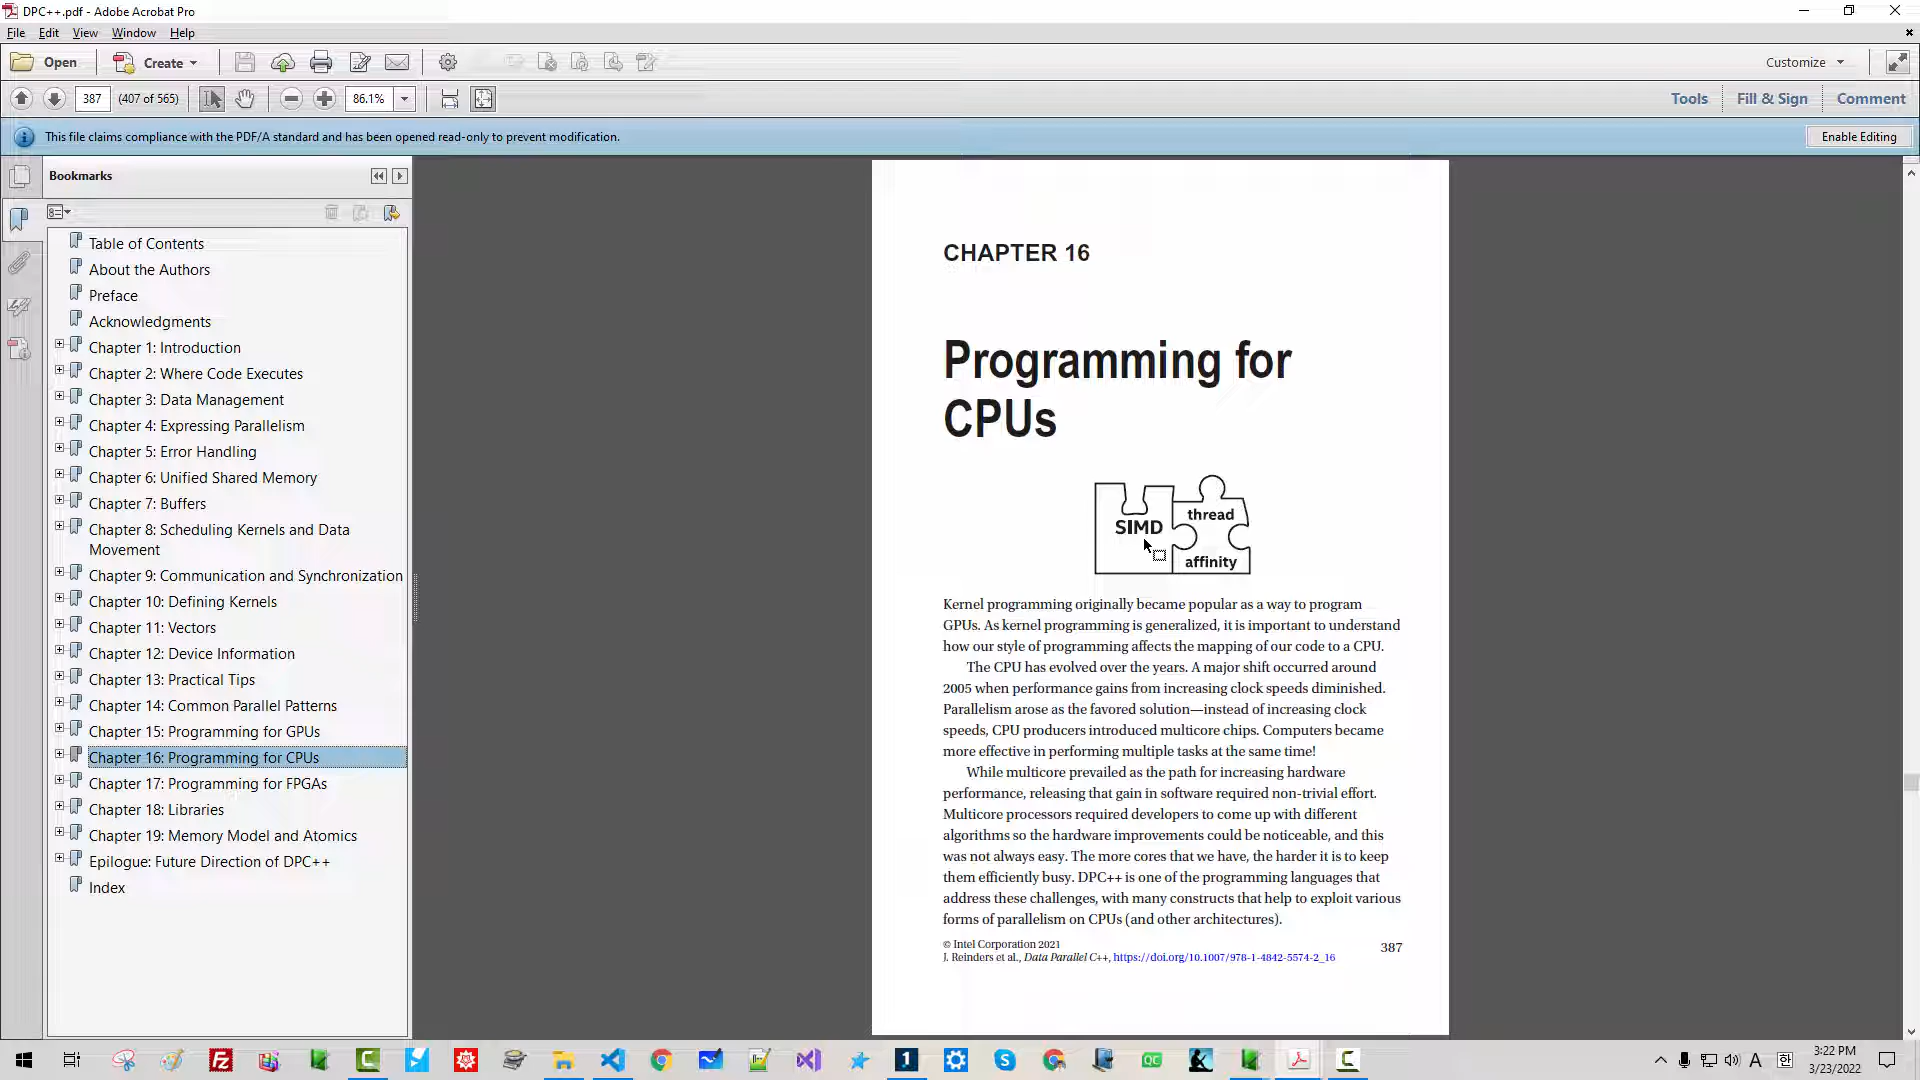 DPC++.pdf - Adobe Acrobat Pro
File Edit View Window Help
Open Create Customize
387 (407 of 565) 86.1% Tools Fill & Sign Comment
This file claims compliance with the PDF/A standard and has been opened read-only to prevent modification. Enable Editing
Bookmarks
Table of Contents
About the Authors
Preface
Acknowledgments
Chapter 1: Introduction
Chapter 2: Where Code Executes
Chapter 3: Data Management
Chapter 4: Expressing Parallelism
Chapter 5: Error Handling
Chapter 6: Unified Shared Memory
Chapter 7: Buffers
Chapter 8: Scheduling Kernels and Data
Movement
Chapter 9: Communication and Synchronization
Chapter 10: Defining Kernels
Chapter 11: Vectors
Chapter 12: Device Information
Chapter 13: Practical Tips
Chapter 14: Common Parallel Patterns
Chapter 15: Programming for GPUs
Chapter 16: Programming for CPUs
Chapter 17: Programming for FPGAs
Chapter 18: Libraries
Chapter 19: Memory Model and Atomics
Epilogue: Future Direction of DPC++
Index
CHAPTER 16
Programming for
CPUs
SIMD
thread
affinity
Kernel programming originally became popular as a way to program
GPUs. As kernel programming is generalized, it is important to understand
how our style of programming affects the mapping of our code to a CPU.
The CPU has evolved over the years. A major shift occurred around
2005 when performance gains from increasing clock speeds diminished.
Parallelism arose as the favored solution—instead of increasing clock
speeds, CPU producers introduced multicore chips. Computers became
more effective in performing multiple tasks at the same time!
While multicore prevailed as the path for increasing hardware
performance, releasing that gain in software required non-trivial effort.
Multicore processors required developers to come up with different
algorithms so the hardware improvements could be noticeable, and this
was not always easy. The more cores that we have, the harder it is to keep
them efficiently busy. DPC++ is one of the programming languages that
address these challenges, with many constructs that help to exploit various
forms of parallelism on CPUs (and other architectures).
© Intel Corporation 2021
387
J. Reinders et al., Data Parallel C++, https://doi.org/10.1007/978-1-4842-5574-2_16
A 한
3:22 PM
3/23/2022